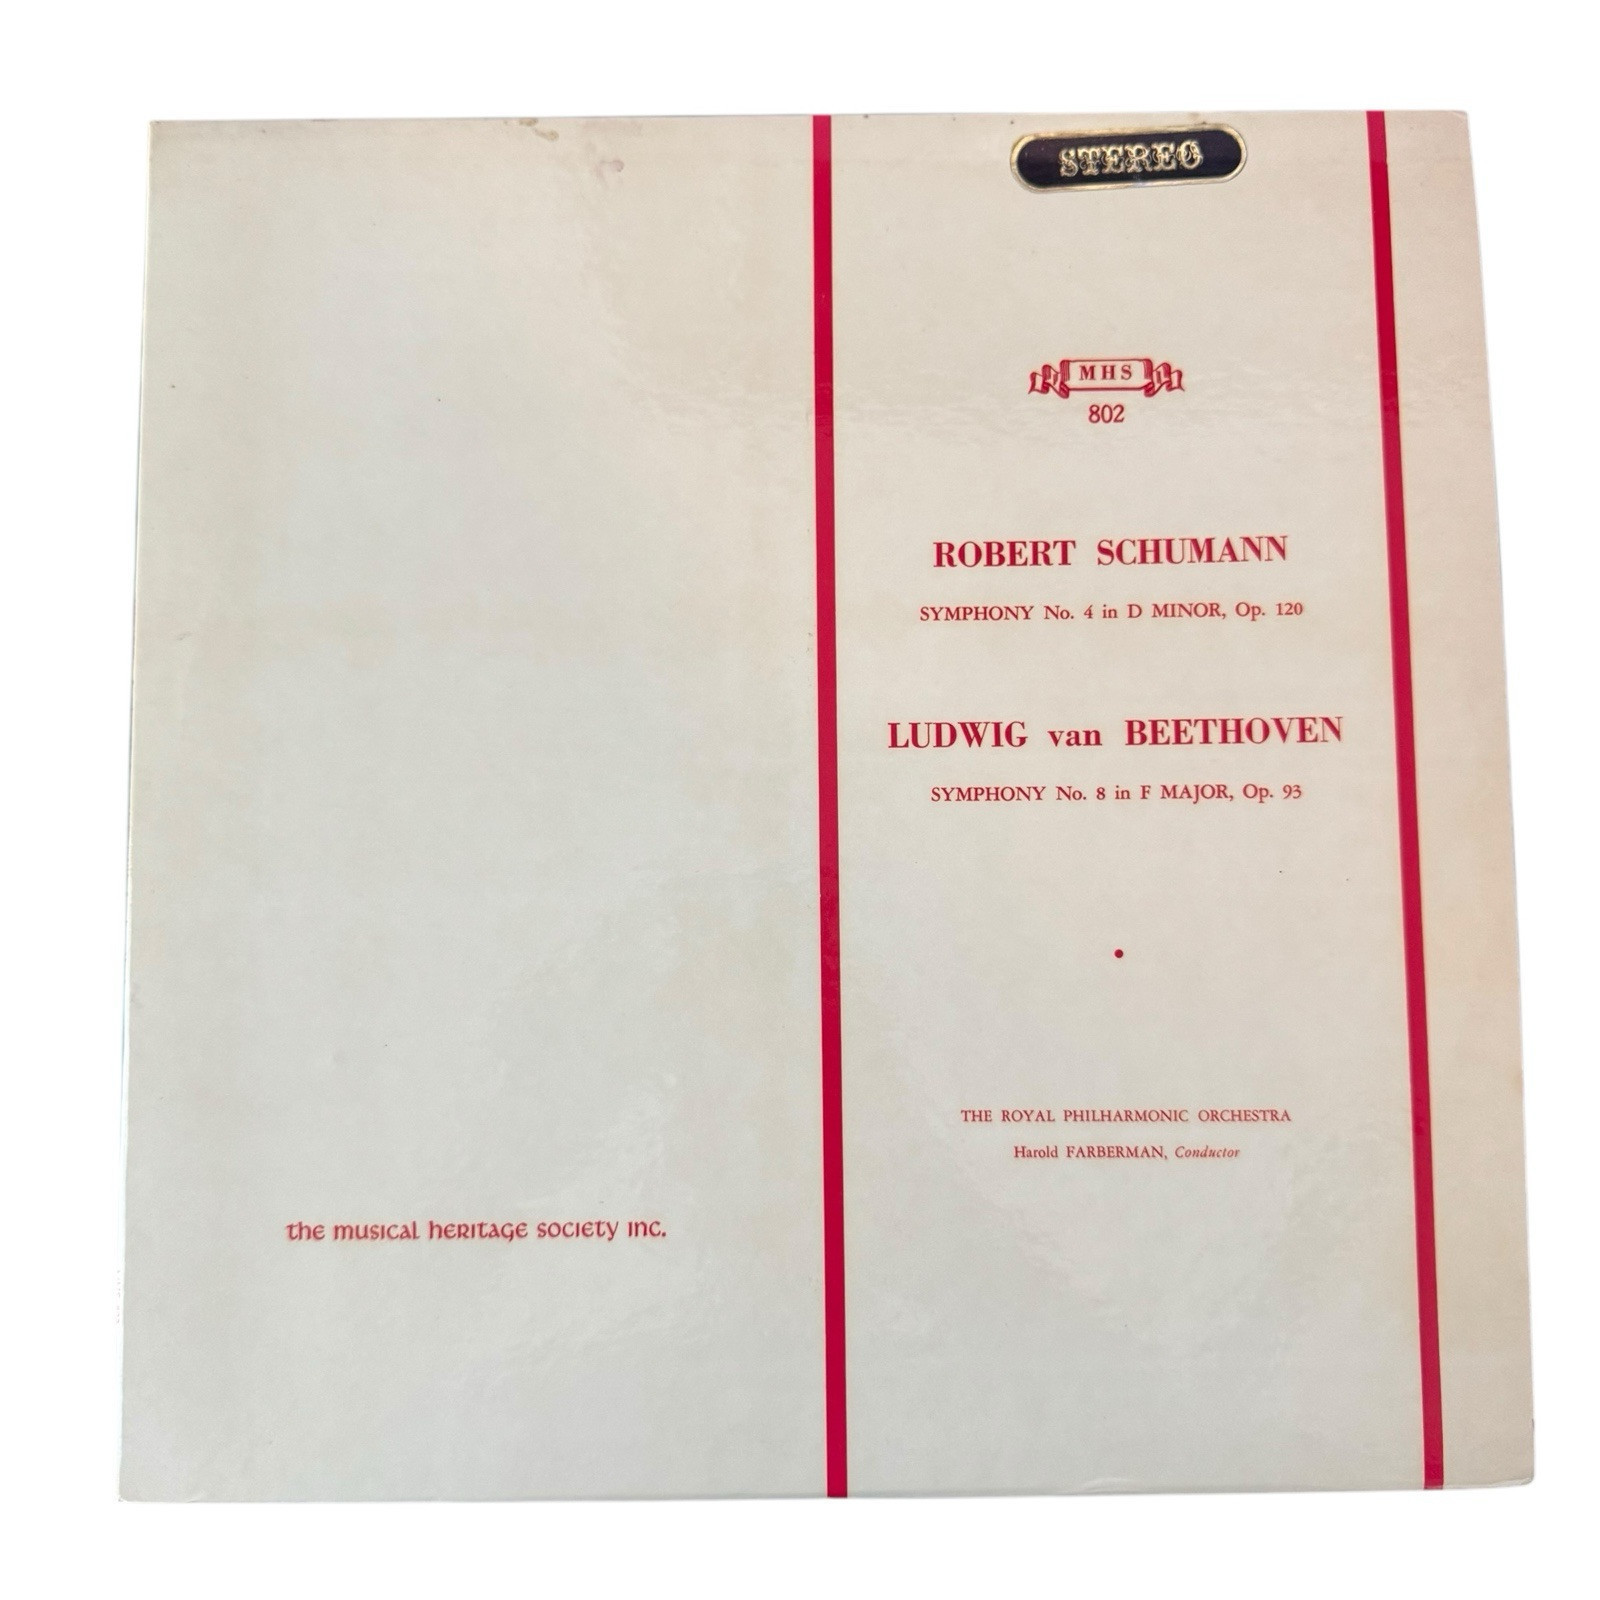 STEREO
MHS
802
ROBERT SCHUMANN
SYMPHONY No. 4 in D MINOR, Op. 120
LUDWIG van BEETHOVEN
SYMPHONY No. 8 in F MAJOR, Op. 93
•
THE ROYAL PHILHARMONIC ORCHESTRA
Harold FARBERMAN, Conductor
the musical heritage society inc.